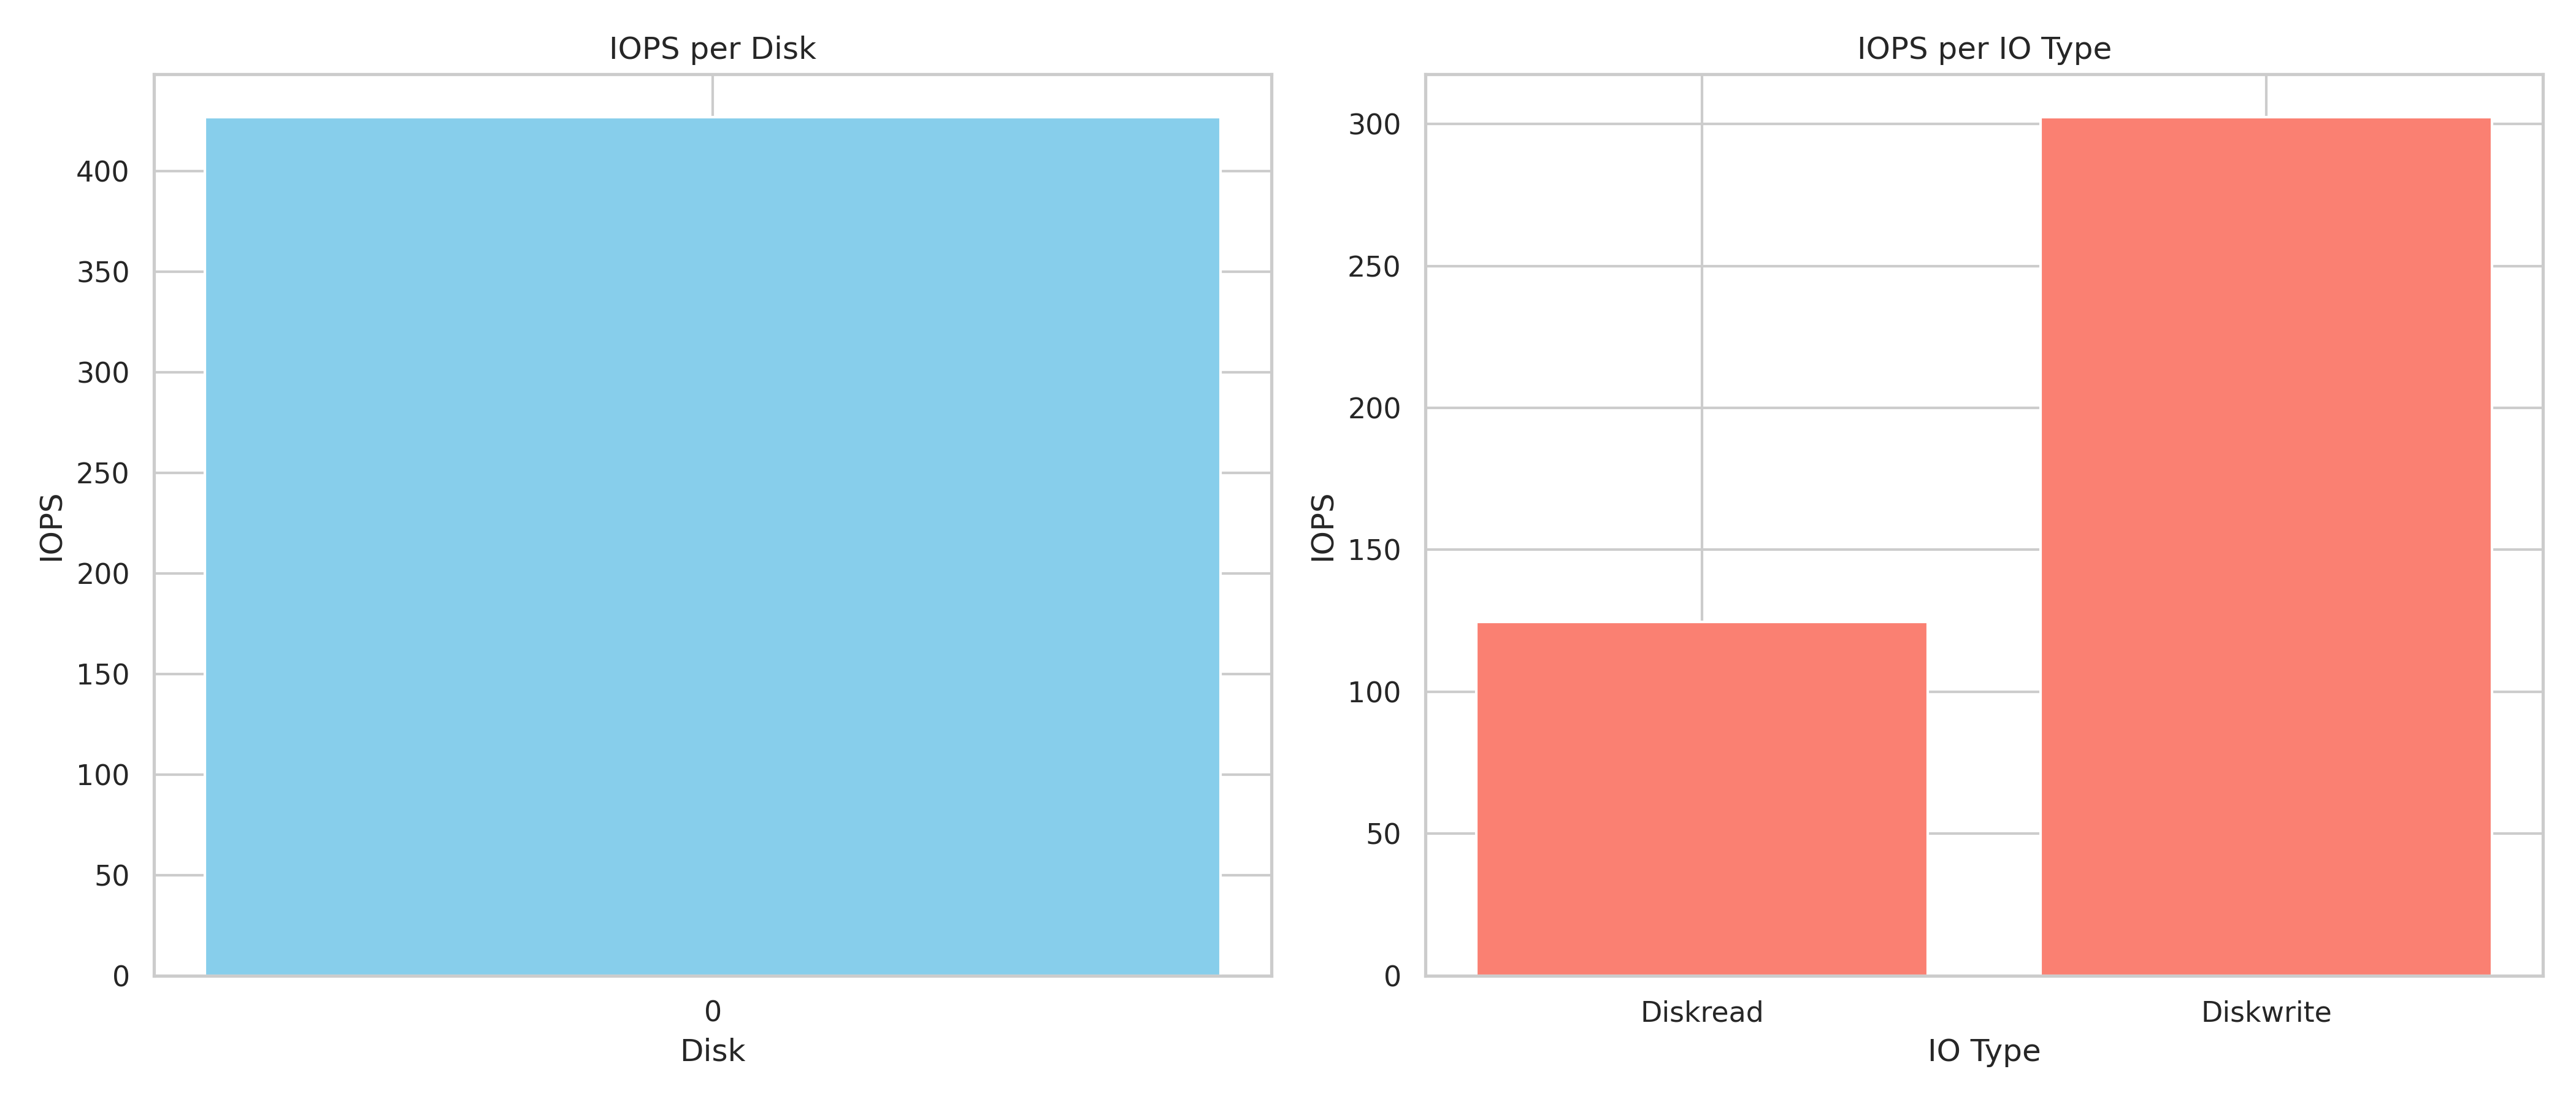 IOPS per Disk
400
350
300
250
200
150
100
50
0
IOPS
0
Disk
IOPS per IO Type
300
250
200
150
100
50
0
IOPS
Diskread
Diskwrite
IO Type